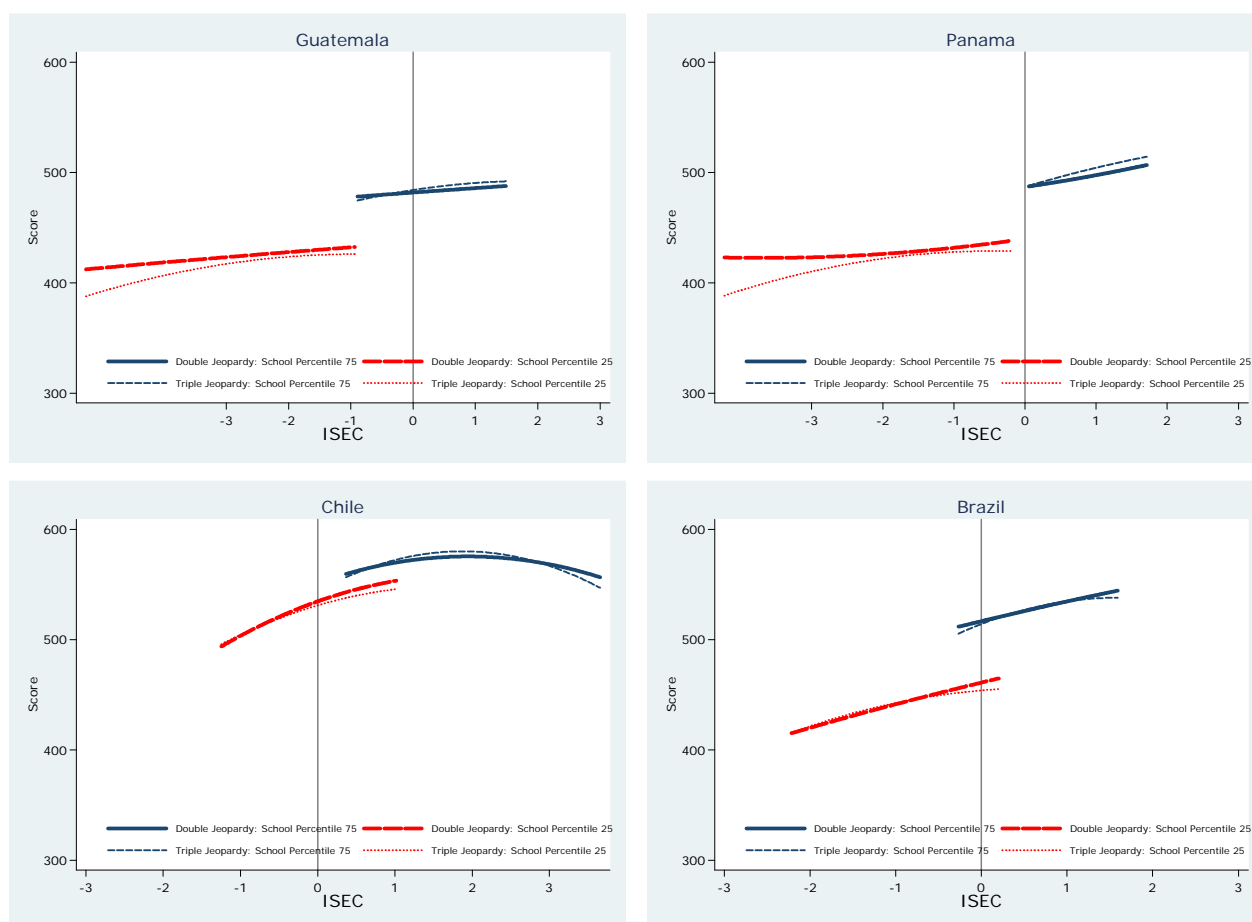 Guatemala
600
500
400
300
Score
Double Jeopardy: School Percentile 75
Double Jeopardy: School Percentile 25
Triple Jeopardy: School Percentile 75
Triple Jeopardy: School Percentile 25
-3 -2 -1 0 1 2 3
ISEC
Panama
600
500
400
300
Score
Double Jeopardy: School Percentile 75
Double Jeopardy: School Percentile 25
Triple Jeopardy: School Percentile 75
Triple Jeopardy: School Percentile 25
-3 -2 -1 0 1 2 3
ISEC
Chile
600
500
400
300
Score
Double Jeopardy: School Percentile 75
Double Jeopardy: School Percentile 25
Triple Jeopardy: School Percentile 75
Triple Jeopardy: School Percentile 25
-3 -2 -1 0 1 2 3
ISEC
Brazil
600
500
400
300
Score
Double Jeopardy: School Percentile 75
Double Jeopardy: School Percentile 25
Triple Jeopardy: School Percentile 75
Triple Jeopardy: School Percentile 25
-3 -2 -1 0 1 2 3
ISEC